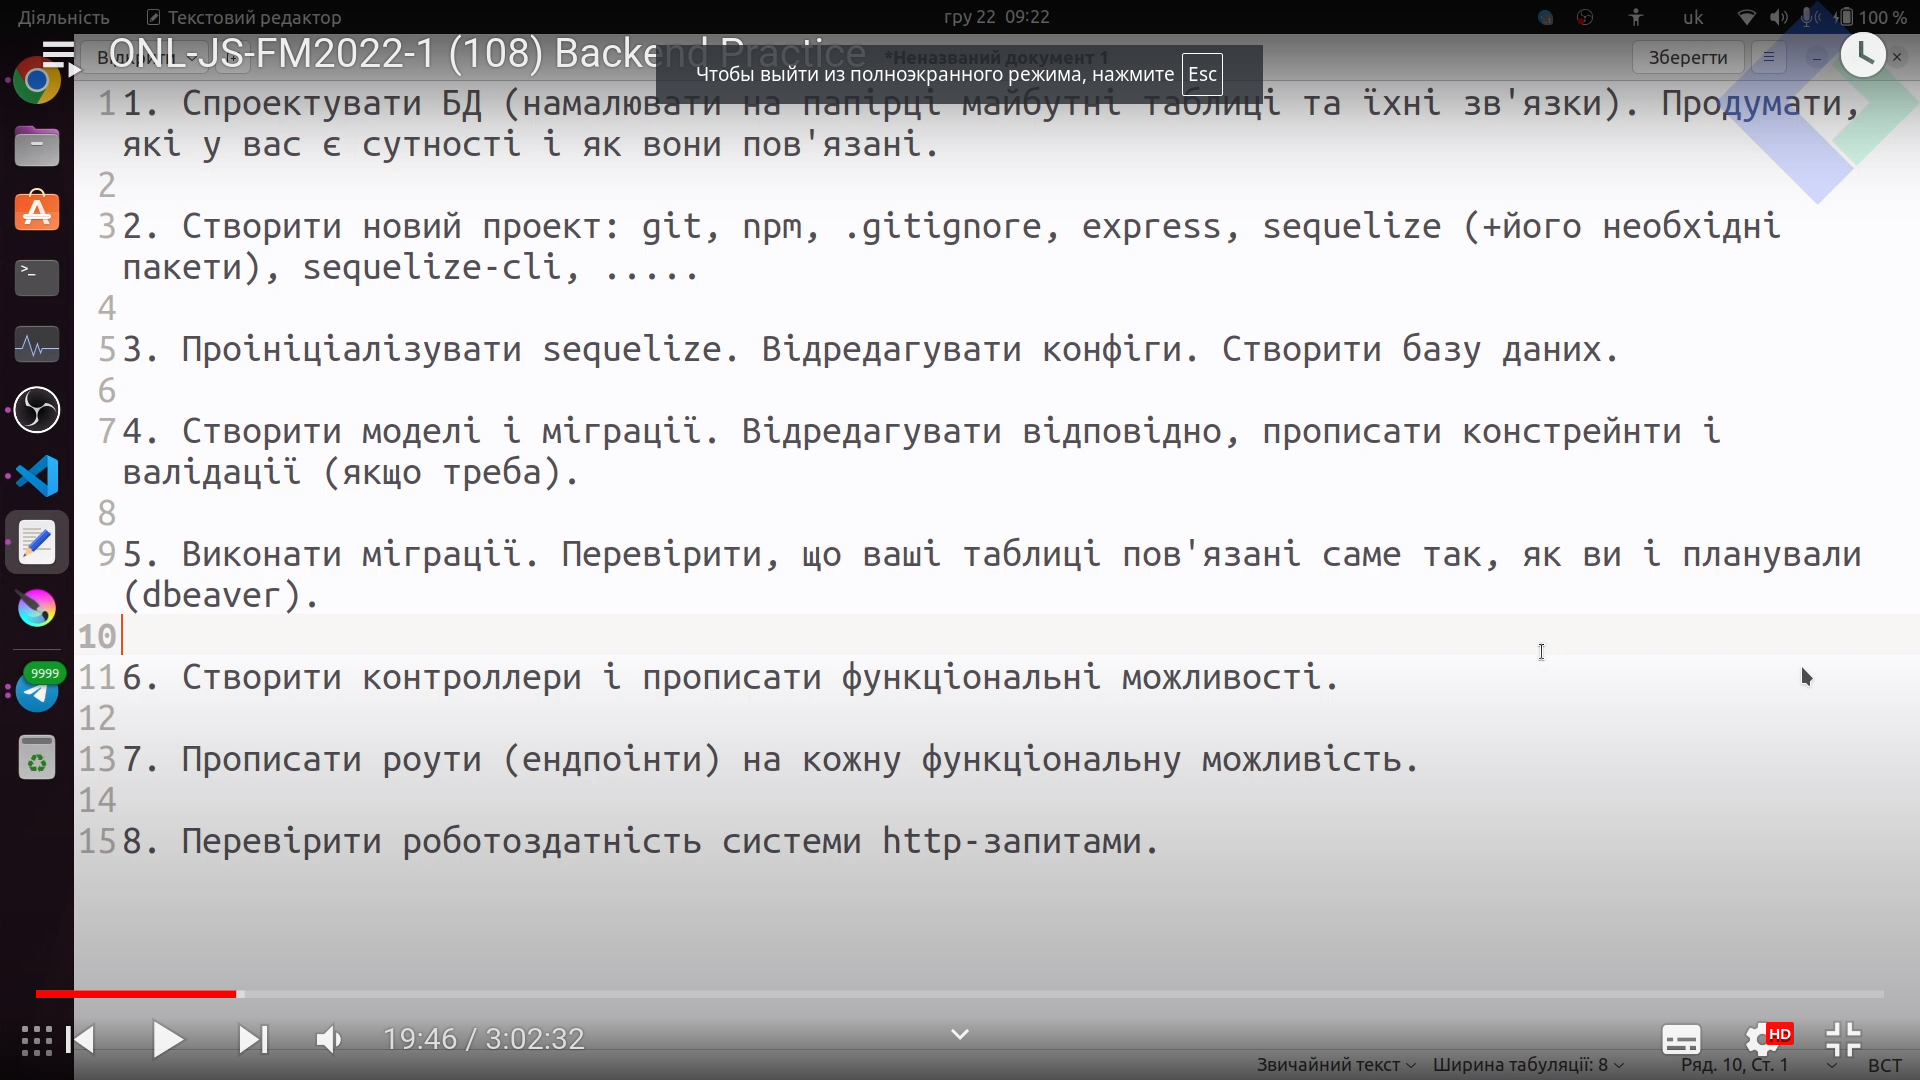 Діяльність
Текстовий редактор
гру 22 09:22
uk
100 %
ONL-JS-FM2022-1 (108) Backend Practice
Відкрити
*Неназваний документ 1
Зберегти
Чтобы выйти из полноэкранного режима, нажмите Esc
1 1. Спроектувати БД (намалювати на папірці майбутні таблиці та їхні зв'язки). Продумати,
які у вас є сутності і як вони пов'язані.
2
3 2. Створити новий проект: git, npm, .gitignore, express, sequelize (+його необхідні
пакети), sequelize-cli, .....
4
5 3. Проініціалізувати sequelize. Відредагувати конфіги. Створити базу даних.
6
7 4. Створити моделі і міграції. Відредагувати відповідно, прописати констрейнти і
валідації (якщо треба).
8
9 5. Виконати міграції. Перевірити, що ваші таблиці пов'язані саме так, як ви і планували
(dbeaver).
10
11 6. Створити контроллери і прописати функціональні можливості.
12
13 7. Прописати роути (ендпоінти) на кожну функціональну можливість.
14
15 8. Перевірити роботоздатність системи http-запитами.
9999
19:46 / 3:02:32
HD
Звичайний текст
Ширина табуляції: 8
Ряд. 10, Ст. 1
ВСТ